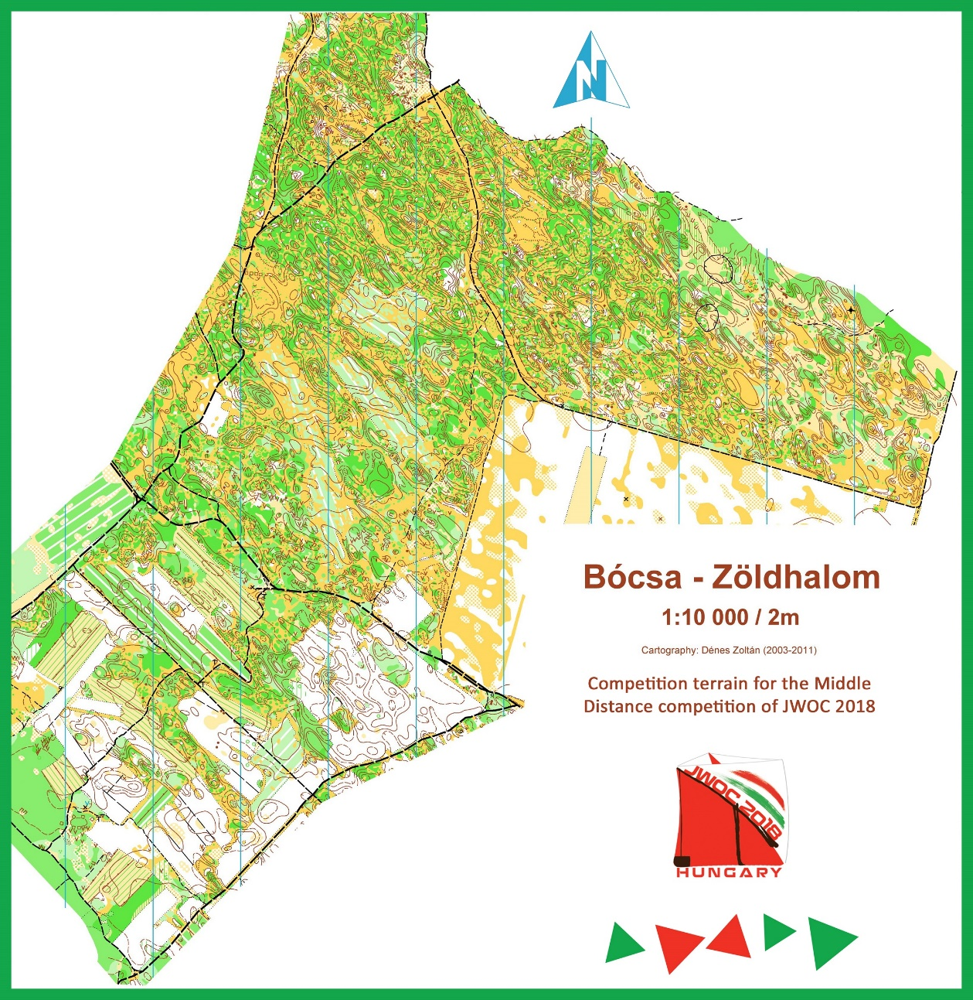 N
Bócsa - Zöldhalom
1:10 000 / 2m
Cartography: Dénes Zoltán (2003-2011)
Competition terrain for the Middle
Distance competition of JWOC 2018
JWOC 2018
HUNGARY